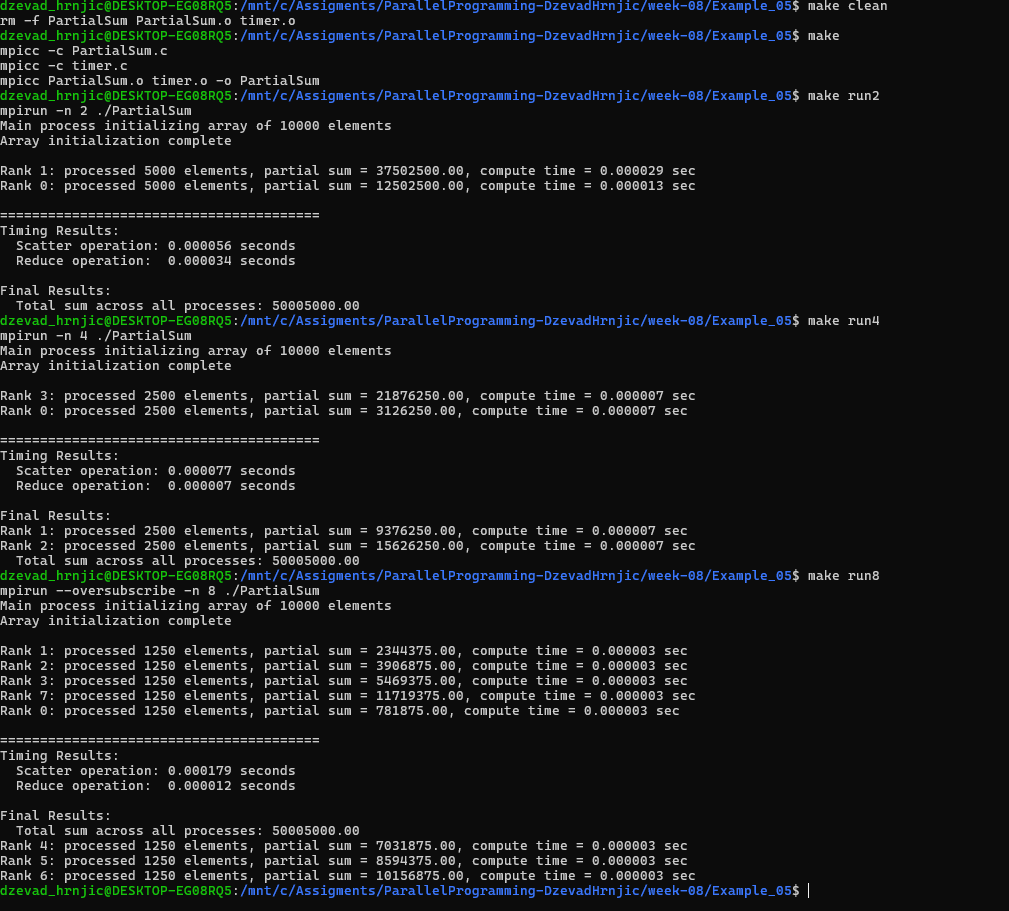 dzevad_hrnjic@DESKTOP-EG08RQ5:/mnt/c/Assigments/ParallelProgramming-DzevadHrnjic/week-08/Example_05$ make clean
rm -f PartialSum PartialSum.o timer.o
dzevad_hrnjic@DESKTOP-EG08RQ5:/mnt/c/Assigments/ParallelProgramming-DzevadHrnjic/week-08/Example_05$ make
mpicc -c PartialSum.c
mpicc -c timer.c
mpicc PartialSum.o timer.o -o PartialSum
dzevad_hrnjic@DESKTOP-EG08RQ5:/mnt/c/Assigments/ParallelProgramming-DzevadHrnjic/week-08/Example_05$ make run2
mpirun -n 2 ./PartialSum
Main process initializing array of 10000 elements
Array initialization complete

Rank 1: processed 5000 elements, partial sum = 37502500.00, compute time = 0.000029 sec
Rank 0: processed 5000 elements, partial sum = 12502500.00, compute time = 0.000013 sec

========================================
Timing Results:
  Scatter operation: 0.000056 seconds
  Reduce operation:  0.000034 seconds

Final Results:
  Total sum across all processes: 50005000.00
dzevad_hrnjic@DESKTOP-EG08RQ5:/mnt/c/Assigments/ParallelProgramming-DzevadHrnjic/week-08/Example_05$ make run4
mpirun -n 4 ./PartialSum
Main process initializing array of 10000 elements
Array initialization complete

Rank 3: processed 2500 elements, partial sum = 21876250.00, compute time = 0.000007 sec
Rank 0: processed 2500 elements, partial sum = 3126250.00, compute time = 0.000007 sec

========================================
Timing Results:
  Scatter operation: 0.000077 seconds
  Reduce operation:  0.000007 seconds

Final Results:
Rank 1: processed 2500 elements, partial sum = 9376250.00, compute time = 0.000007 sec
Rank 2: processed 2500 elements, partial sum = 15626250.00, compute time = 0.000007 sec
  Total sum across all processes: 50005000.00
dzevad_hrnjic@DESKTOP-EG08RQ5:/mnt/c/Assigments/ParallelProgramming-DzevadHrnjic/week-08/Example_05$ make run8
mpirun --oversubscribe -n 8 ./PartialSum
Main process initializing array of 10000 elements
Array initialization complete

Rank 1: processed 1250 elements, partial sum = 2344375.00, compute time = 0.000003 sec
Rank 2: processed 1250 elements, partial sum = 3906875.00, compute time = 0.000003 sec
Rank 3: processed 1250 elements, partial sum = 5469375.00, compute time = 0.000003 sec
Rank 7: processed 1250 elements, partial sum = 11719375.00, compute time = 0.000003 sec
Rank 0: processed 1250 elements, partial sum = 781875.00, compute time = 0.000003 sec

========================================
Timing Results:
  Scatter operation: 0.000179 seconds
  Reduce operation:  0.000012 seconds

Final Results:
  Total sum across all processes: 50005000.00
Rank 4: processed 1250 elements, partial sum = 7031875.00, compute time = 0.000003 sec
Rank 5: processed 1250 elements, partial sum = 8594375.00, compute time = 0.000003 sec
Rank 6: processed 1250 elements, partial sum = 10156875.00, compute time = 0.000003 sec
dzevad_hrnjic@DESKTOP-EG08RQ5:/mnt/c/Assigments/ParallelProgramming-DzevadHrnjic/week-08/Example_05$